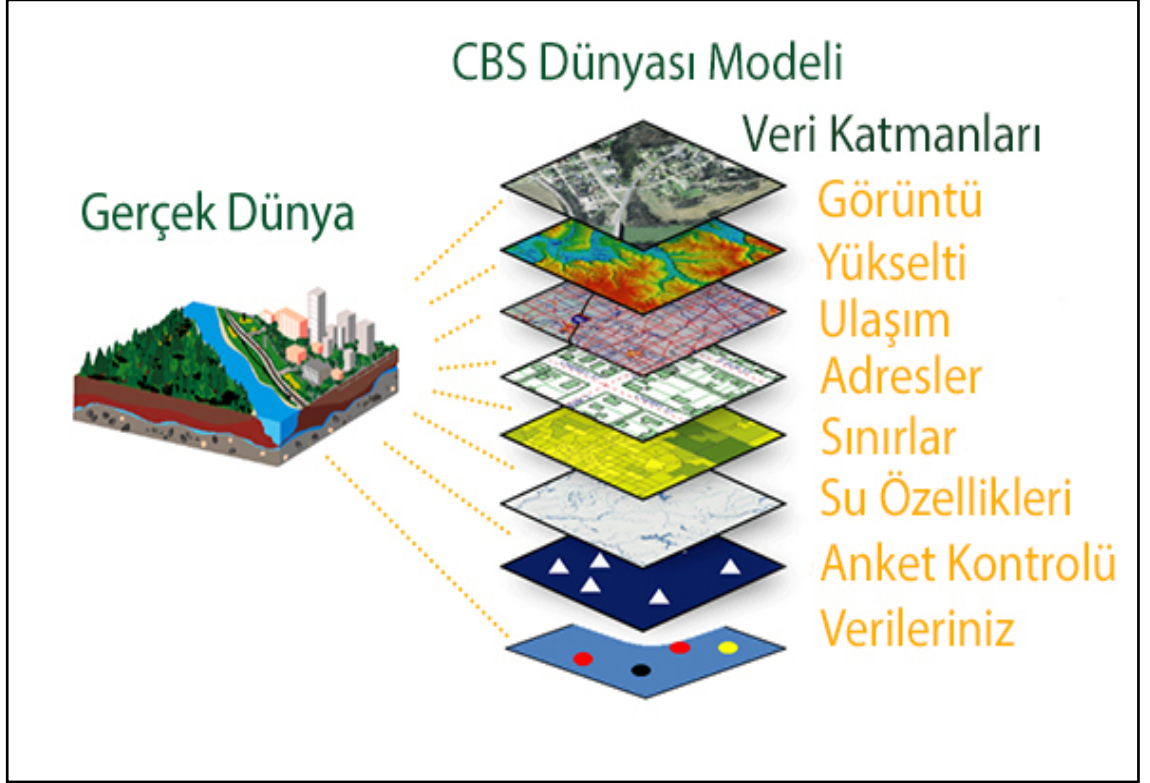 CBS Dünyası Modeli
Veri Katmanları
Gerçek Dünya
Görüntü
Yükselti
Ulaşım
Adresler
Sınırlar
Su Özellikleri
Anket Kontrolü
Verileriniz